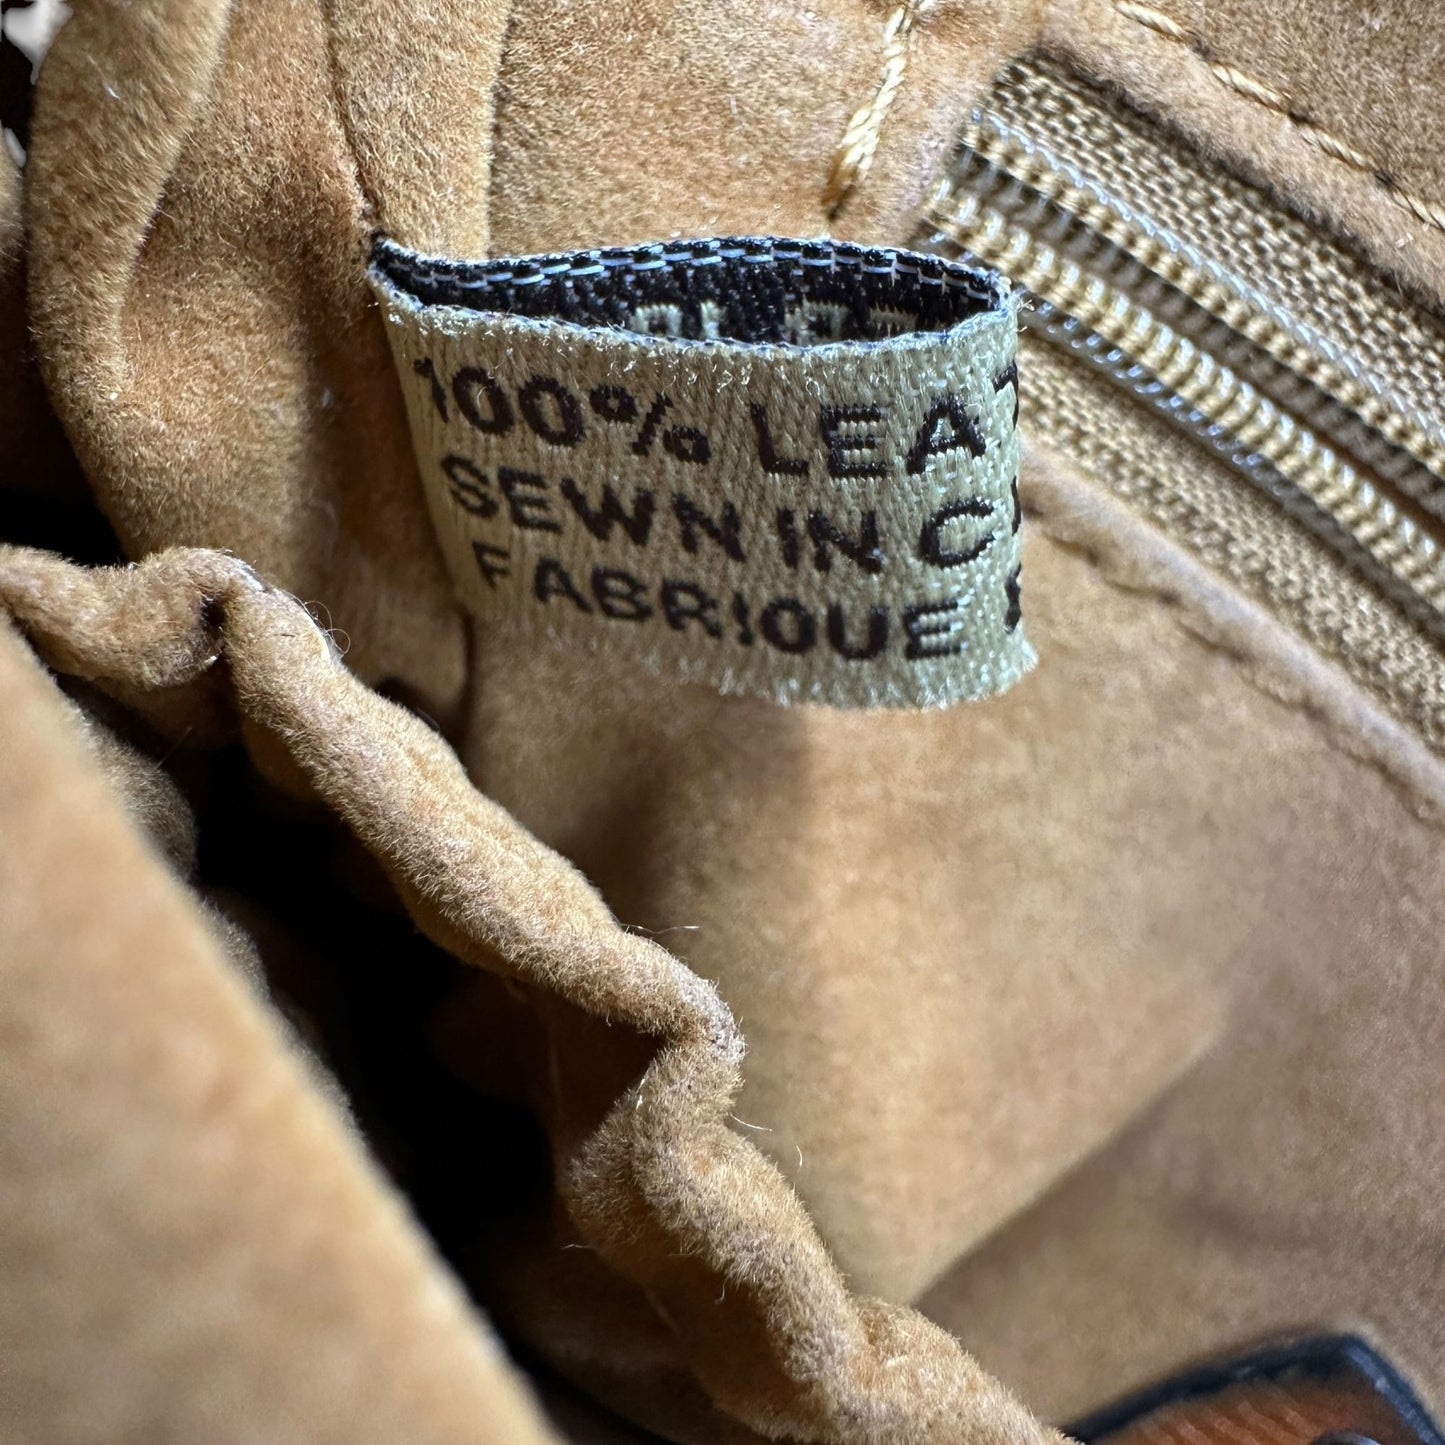 100% LEAT
SEWN IN C
FABRIQUE